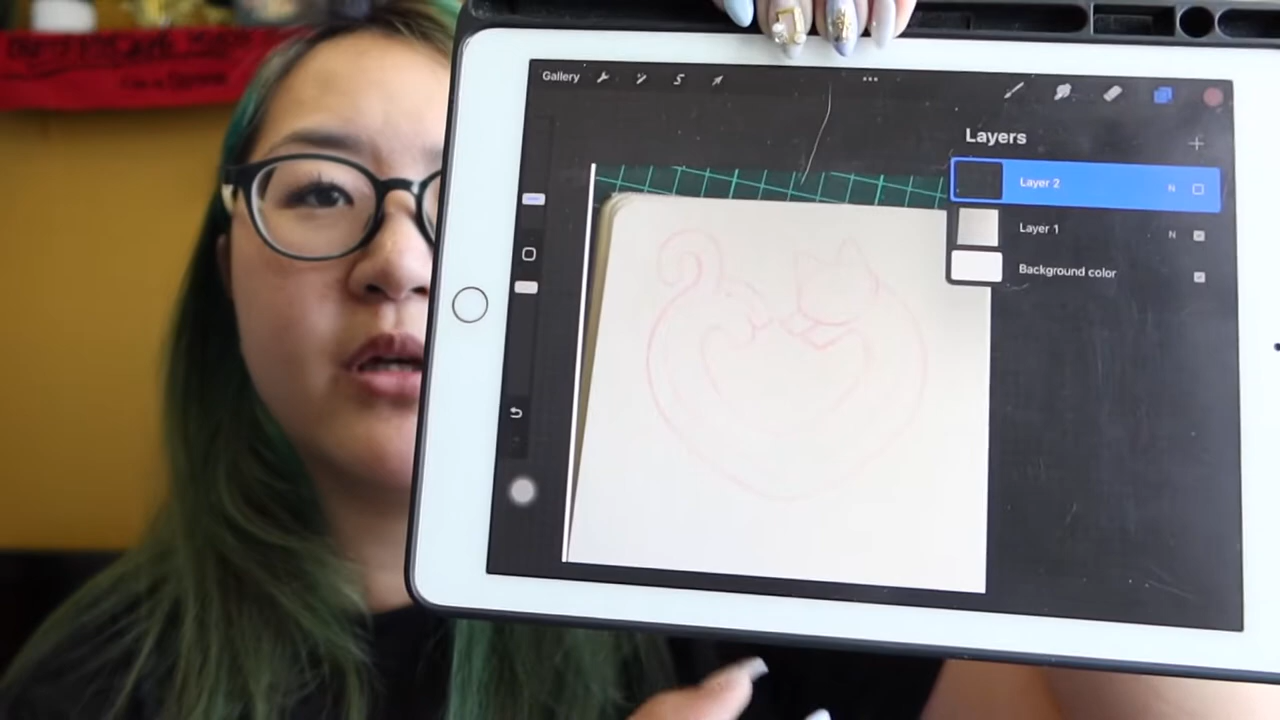 Gallery
Layers
Layer 2 N
Layer 1 N
Background color